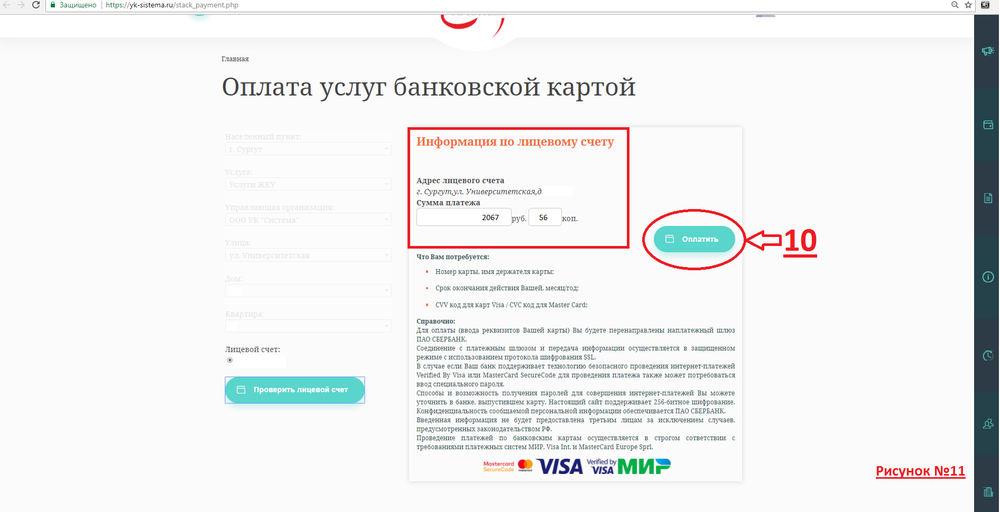 Защищено
https://yk-sistema.ru/stack_payment.php
Главная
Оплата услуг банковской картой
Населенный пункт:
г. Сургут
Услуга:
Услуги ЖКУ
Управляющая организация:
ООО УК "Система"
Улица:
ул. Университетская
Дом:
Квартира:
Лицевой счет:
Проверить лицевой счет
Информация по лицевому счету
Адрес лицевого счета
г. Сургут,ул. Университетская,д.
Сумма платежа
2067 руб. 56 коп.
Оплатить
10
Что Вам потребуется:
Номер карты, имя держателя карты;
Срок окончания действия Вашей, месяц/год;
CVV код для карт Visa / CVC код для Master Card;
Справочно:
Для оплаты (ввода реквизитов Вашей карты) Вы будете перенаправлены наплатежный шлюз
ПАО СБЕРБАНК.
Соединение с платежным шлюзом и передача информации осуществляется в защищенном
режиме с использованием протокола шифрования SSL.
В случае если Ваш банк поддерживает технологию безопасного проведения интернет-платежей
Verified By Visa или MasterCard SecureCode для проведения платежа также может потребоваться
ввод специального пароля.
Способы и возможность получения паролей для совершения интернет-платежей Вы можете
уточнить в банке, выпустившем карту. Настоящий сайт поддерживает 256-битное шифрование.
Конфиденциальность сообщаемой персональной информации обеспечивается ПАО СБЕРБАНК.
Введенная информация не будет предоставлена третьим лицам за исключением случаев,
предусмотренных законодательством РФ.
Проведение платежей по банковским картам осуществляется в строгом сответствии с
требованиями платежных систем МИР, Visa Int. и MasterCard Europe Sprl.
Mastercard
SecureCode
mastercard
VISA
Verified by
VISA
МИР
Рисунок №11